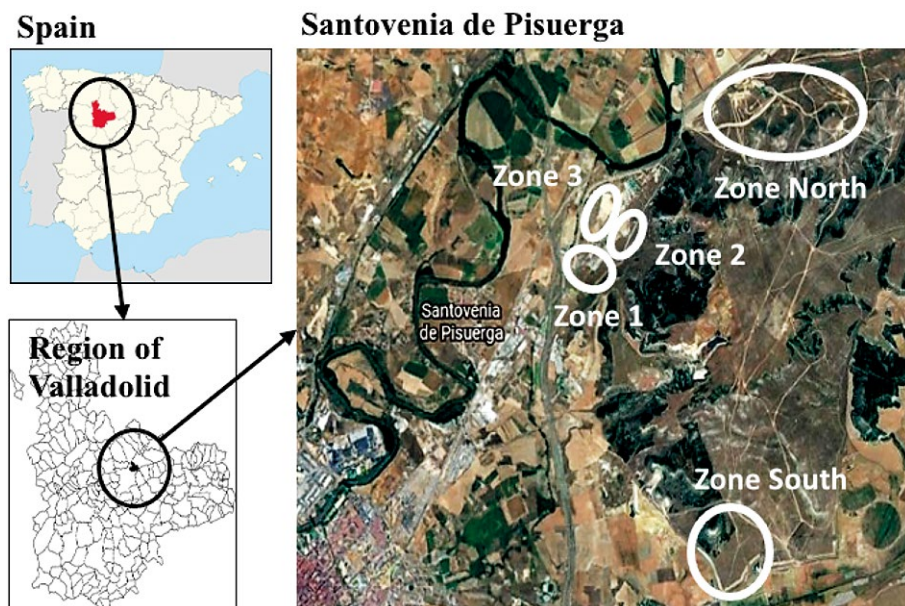 Spain
Santovenia de Pisuerga
Zone 3
Zone North
Zone 2
Zone 1
Santovenia
de Pisuerga
Region of
Valladolid
Zone South